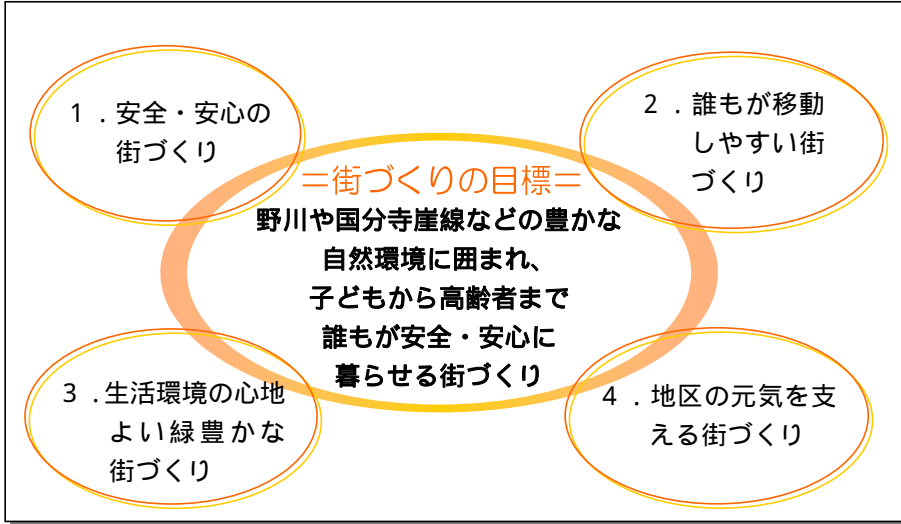 1．安全・安心の
街づくり
2．誰もが移動
しやすい街
づくり
＝街づくりの目標＝
野川や国分寺崖線などの豊かな
自然環境に囲まれ、
子どもから高齢者まで
誰もが安全・安心に
暮らせる街づくり
3．生活環境の心地
よい緑豊かな
街づくり
4．地区の元気を支
える街づくり